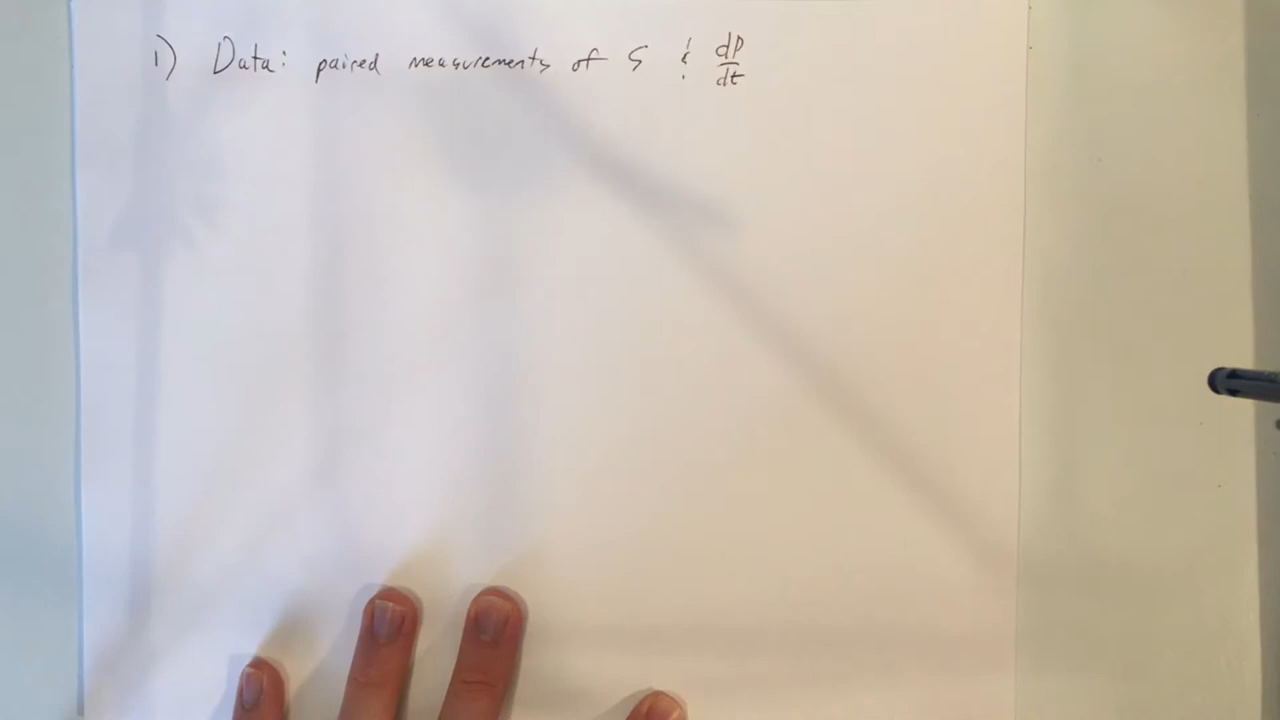 1) Data: paired measurements of S & dP/dt